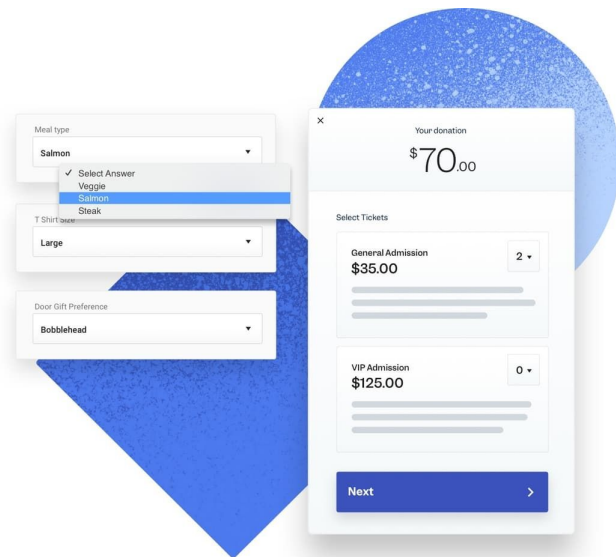 Meal type
Salmon
✓ Select Answer
Veggie
Salmon
Steak
T Shirt Size
Large
Door Gift Preference
Bobblehead
Your donation
$70.00
Select Tickets
General Admission
$35.00
2
VIP Admission
$125.00
0
Next